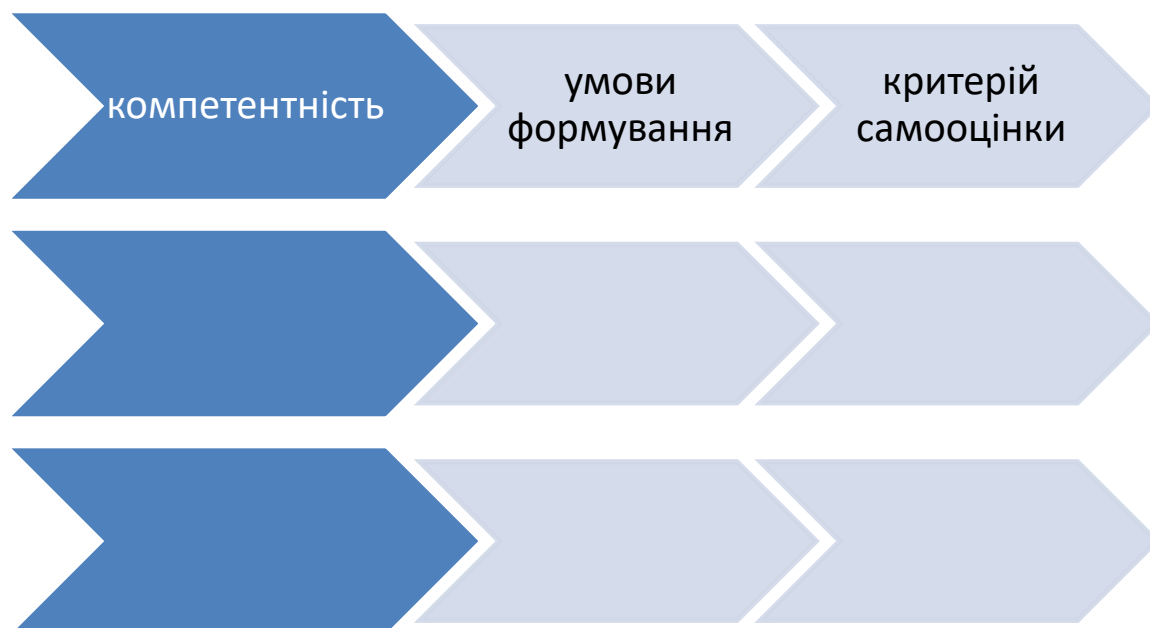 компетентність
умови
формування
критерій
самооцінки